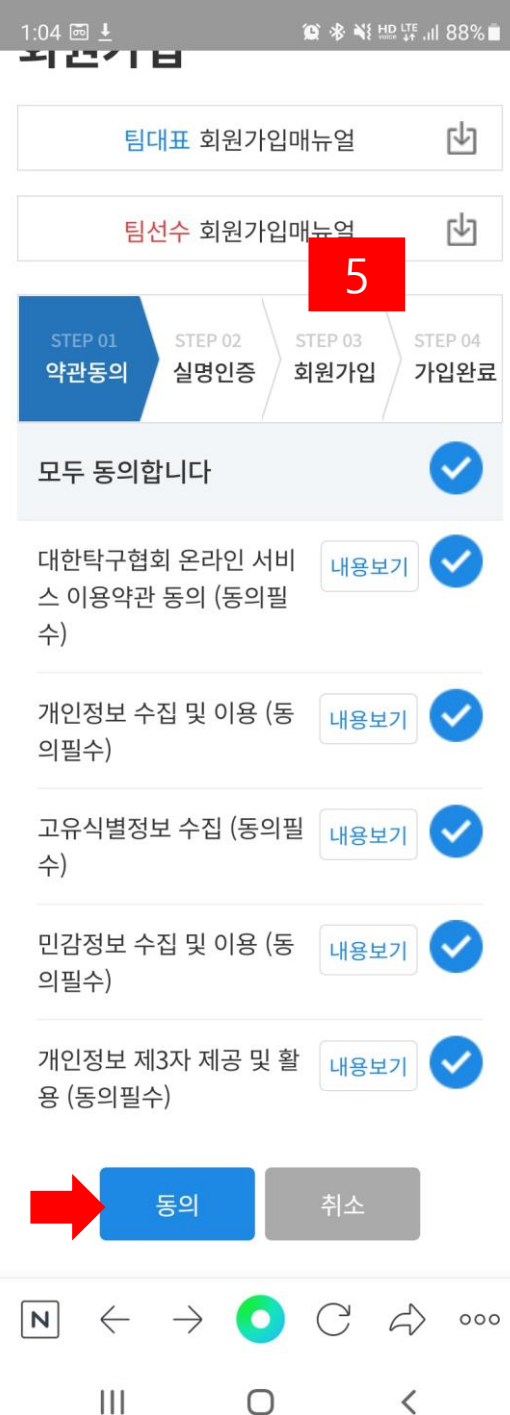 1:04 HD voice LTE 88%
회원가입
팀대표 회원가입매뉴얼
팀선수 회원가입매뉴얼
5
STEP 01 STEP 02 STEP 03 STEP 04
약관동의 실명인증 회원가입 가입완료
모두 동의합니다
대한탁구협회 온라인 서비 내용보기
스 이용약관 동의 (동의필
수)
개인정보 수집 및 이용 (동 내용보기
의필수)
고유식별정보 수집 (동의필 내용보기
수)
민감정보 수집 및 이용 (동 내용보기
의필수)
개인정보 제3자 제공 및 활 내용보기
용 (동의필수)
동의 취소
N